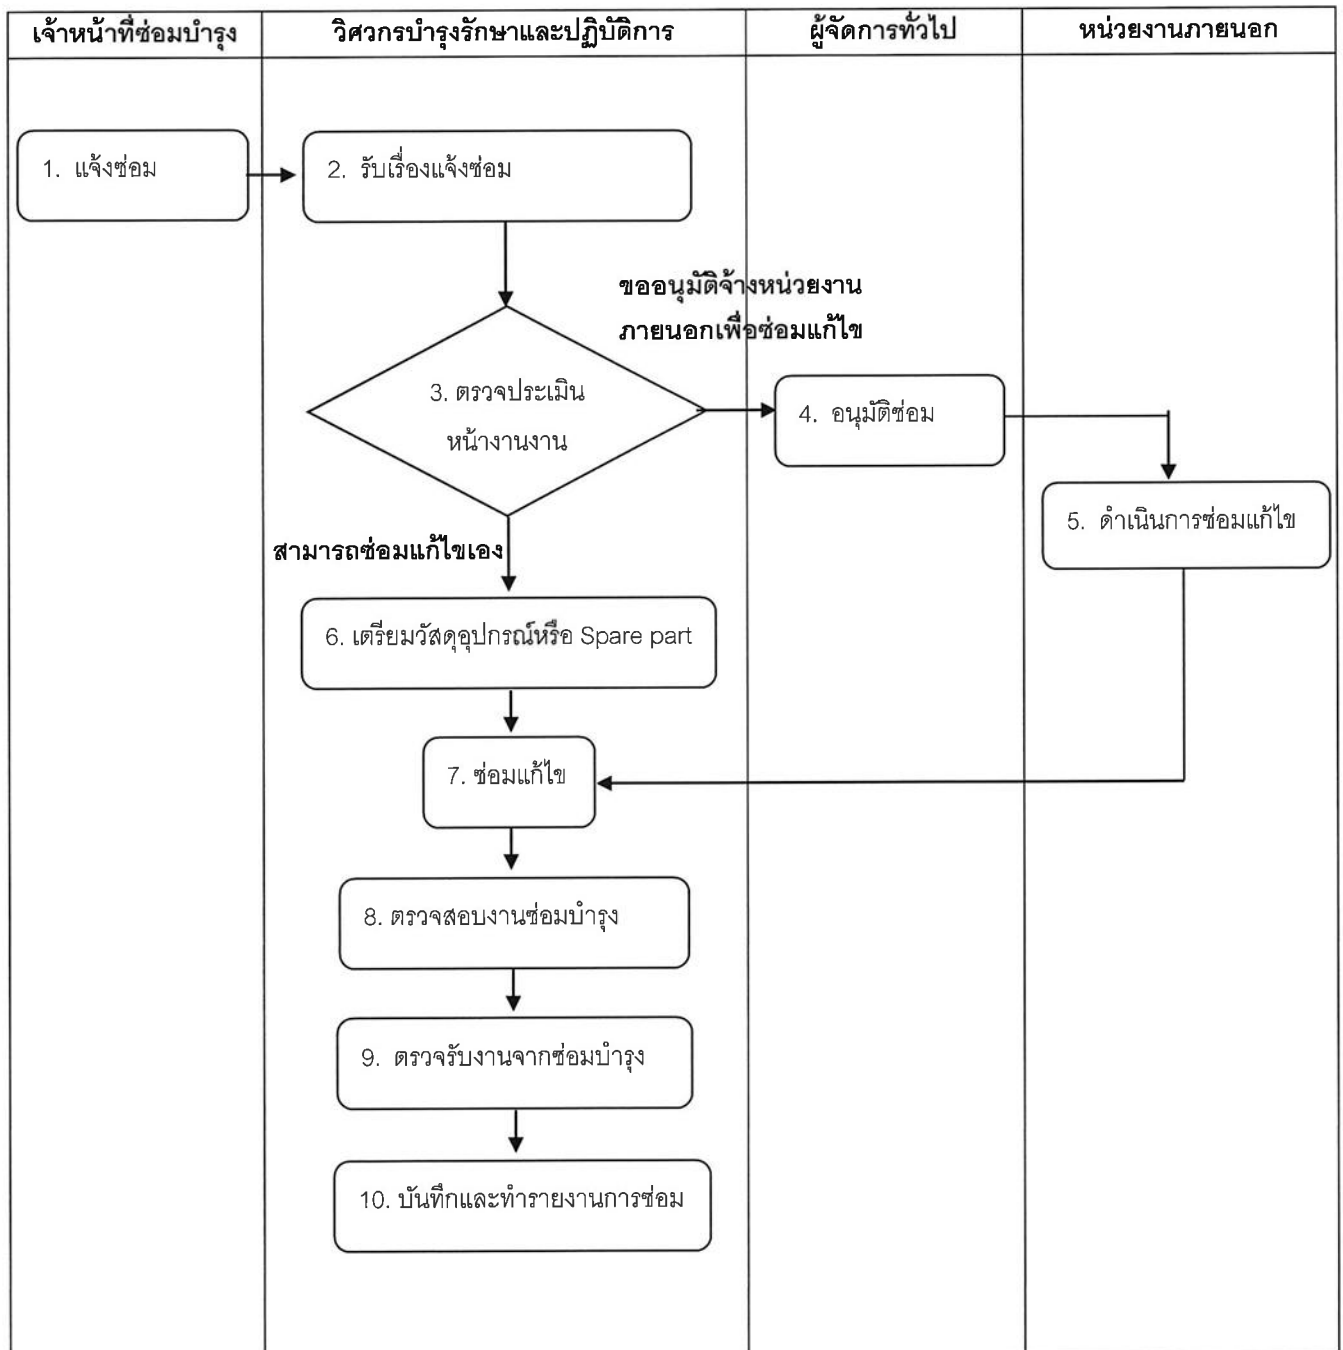 เจ้าหน้าที่ซ่อมบำรุง
วิศวกรบำรุงรักษาและปฏิบัติการ
ผู้จัดการทั่วไป
หน่วยงานภายนอก
1. แจ้งซ่อม
2. รับเรื่องแจ้งซ่อม
ขออนุมัติจ้างหน่วยงาน
ภายนอกเพื่อซ่อมแก้ไข
3. ตรวจประเมิน
หน้างานงาน
4. อนุมัติซ่อม
5. ดำเนินการซ่อมแก้ไข
สามารถซ่อมแก้ไขเอง
6. เตรียมวัสดุอุปกรณ์หรือ Spare part
7. ซ่อมแก้ไข
8. ตรวจสอบงานซ่อมบำรุง
9. ตรวจรับงานจากซ่อมบำรุง
10. บันทึกและทำรายงานการซ่อม